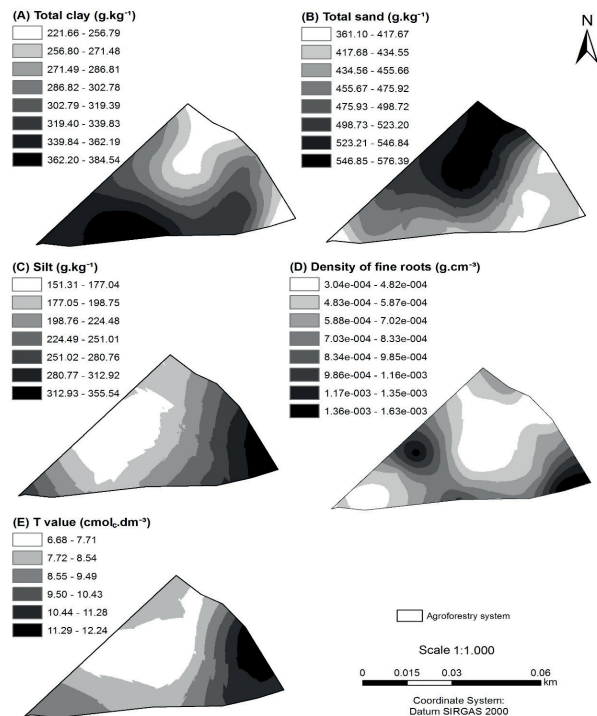 (A) Total clay (g.kg⁻¹)
221.66 - 256.79
256.80 - 271.48
271.49 - 286.81
286.82 - 302.78
302.79 - 319.39
319.40 - 339.83
339.84 - 362.19
362.20 - 384.54
(B) Total sand (g.kg⁻¹)
361.10 - 417.67
417.68 - 434.55
434.56 - 455.66
455.67 - 475.92
475.93 - 498.72
498.73 - 523.20
523.21 - 546.84
546.85 - 576.39
N
(C) Silt (g.kg⁻¹)
151.31 - 177.04
177.05 - 198.75
198.76 - 224.48
224.49 - 251.01
251.02 - 280.76
280.77 - 312.92
312.93 - 355.54
(D) Density of fine roots (g.cm⁻³)
3.04e-004 - 4.82e-004
4.83e-004 - 5.87e-004
5.88e-004 - 7.02e-004
7.03e-004 - 8.33e-004
8.34e-004 - 9.85e-004
9.86e-004 - 1.16e-003
1.17e-003 - 1.35e-003
1.36e-003 - 1.63e-003
(E) T value (cmol꜀.dm⁻³)
6.68 - 7.71
7.72 - 8.54
8.55 - 9.49
9.50 - 10.43
10.44 - 11.28
11.29 - 12.24
Agroforestry system
Scale 1:1.000
0 0.015 0.03 0.06
km
Coordinate System:
Datum SIRGAS 2000